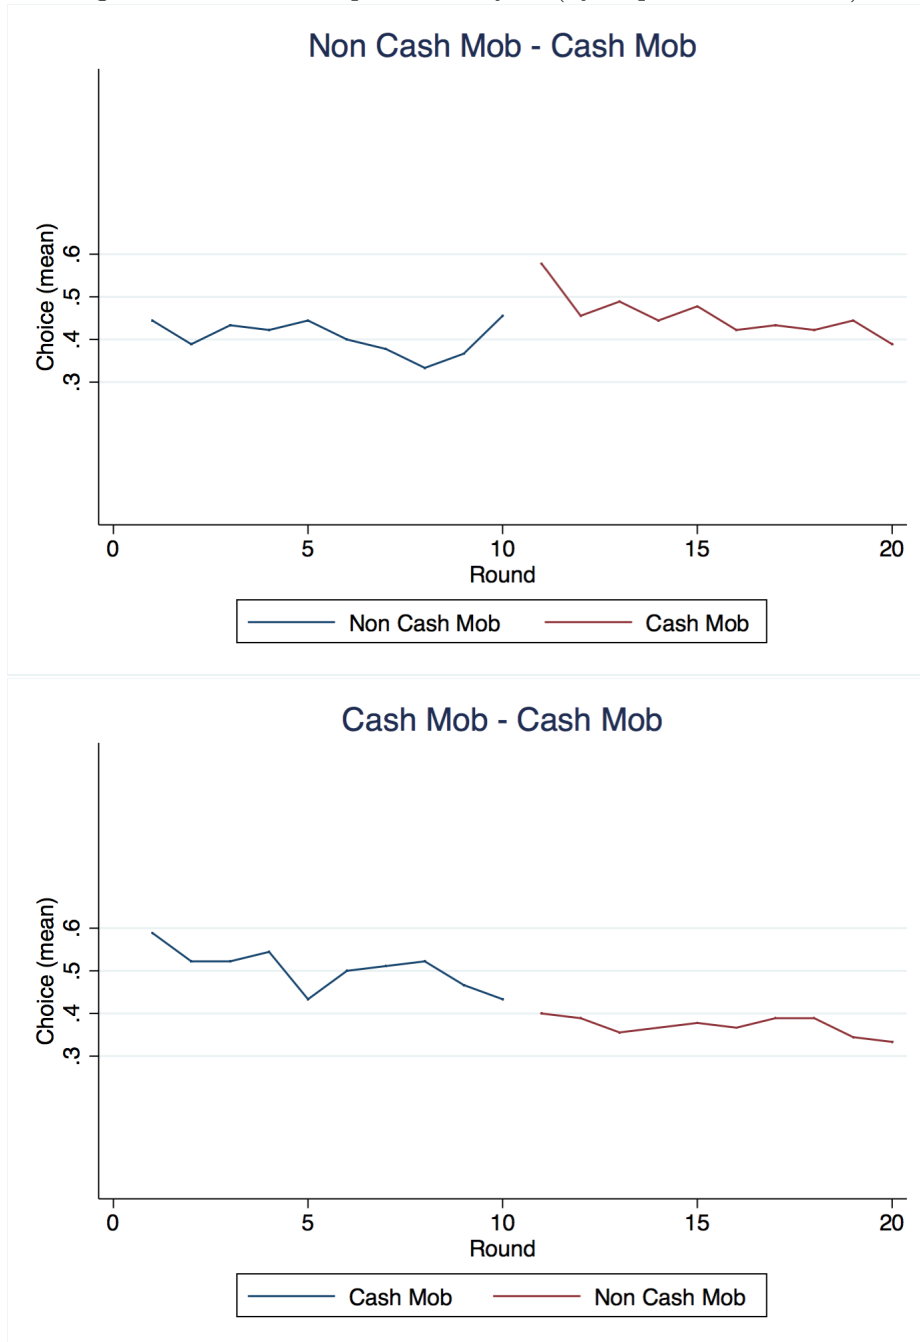 Non Cash Mob - Cash Mob
Choice (mean)
.6
.5
.4
.3
0 5 10 15 20
Round
Non Cash Mob Cash Mob
Cash Mob - Cash Mob
Choice (mean)
.6
.5
.4
.3
0 5 10 15 20
Round
Cash Mob Non Cash Mob